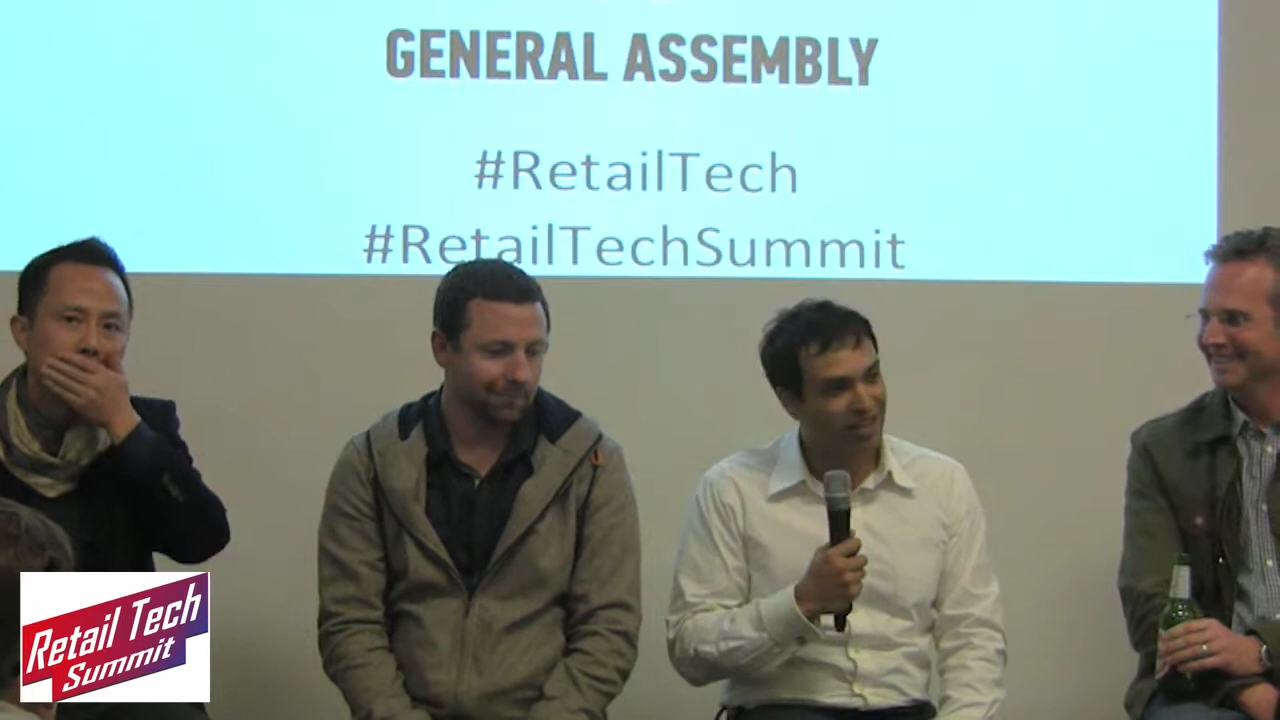 GENERAL ASSEMBLY
#RetailTech
#RetailTechSummit
Retail Tech
Summit